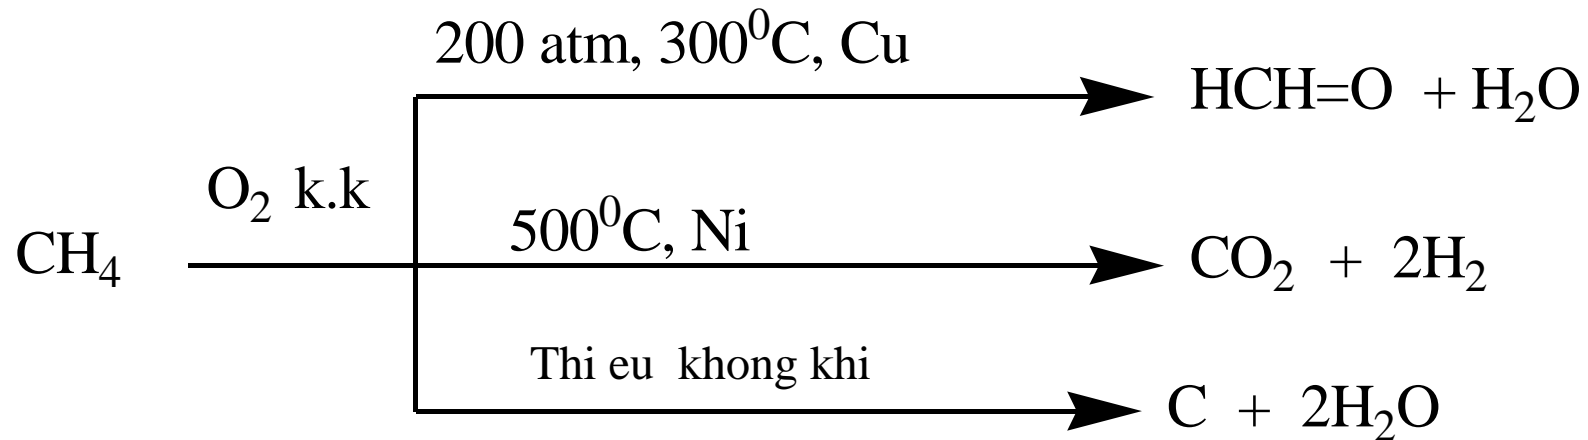 200 atm, 300⁰C, Cu
HCH=O + H₂O
O₂ k.k
500⁰C, Ni
CH₄
CO₂ + 2H₂
Thi eu khong khi
C + 2H₂O